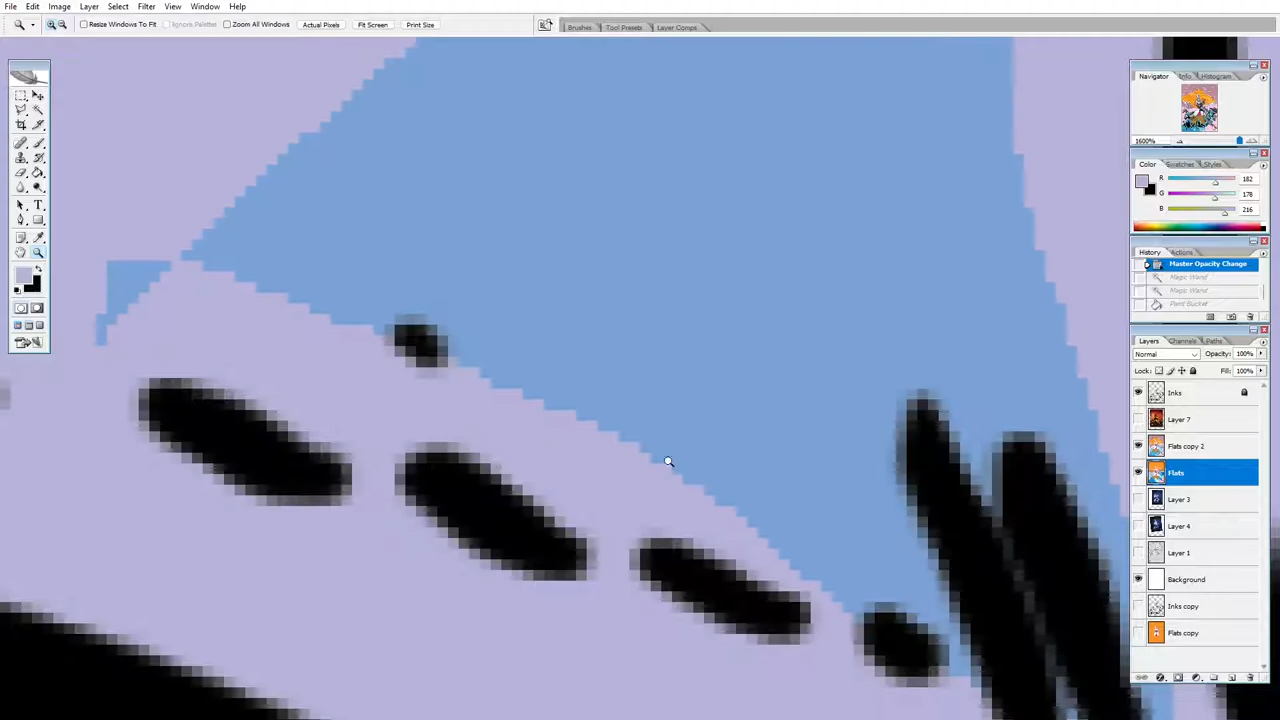 File Edit Image Layer Select Filter View Window Help
Resize Windows To Fit Ignore Palettes Zoom All Windows Actual Pixels Fit Screen Print Size Brushes Tool Presets Layer Comps
Navigator Info Histogram
1600%
Color Swatches Styles
R 182
G 178
B 216
History Actions
Master Opacity Change
Magic Wand
Magic Wand
Paint Bucket
Layers Channels Paths
Normal Opacity: 100%
Lock: Fill: 100%
Inks
Layer 7
Flats copy 2
Flats
Layer 3
Layer 4
Layer 1
Background
Inks copy
Flats copy
T